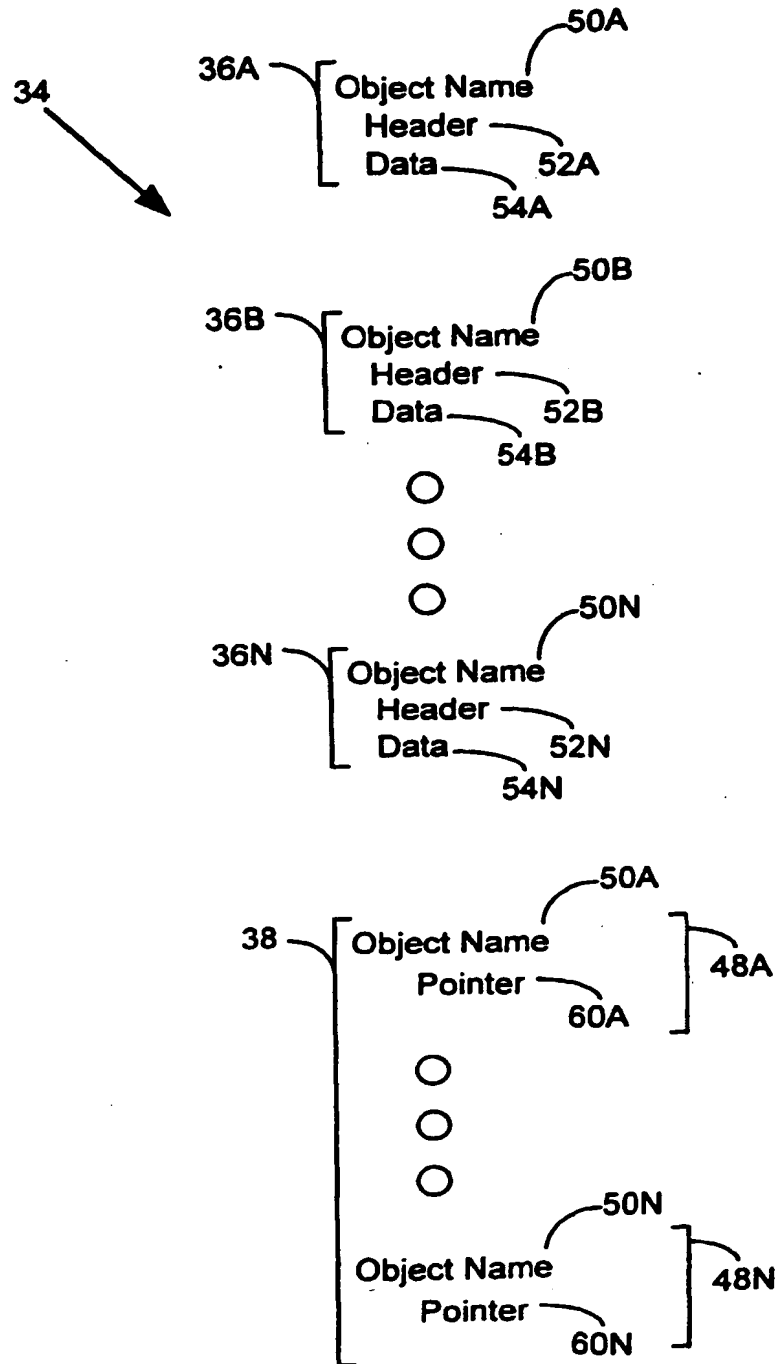 50A
36A
Object Name
34
Header
52A
Data
54A
50B
36B
Object Name
Header
52B
Data
54B
50N
36N
Object Name
Header
52N
Data
54N
50A
38
Object Name
48A
Pointer
60A
50N
Object Name
48N
Pointer
60N